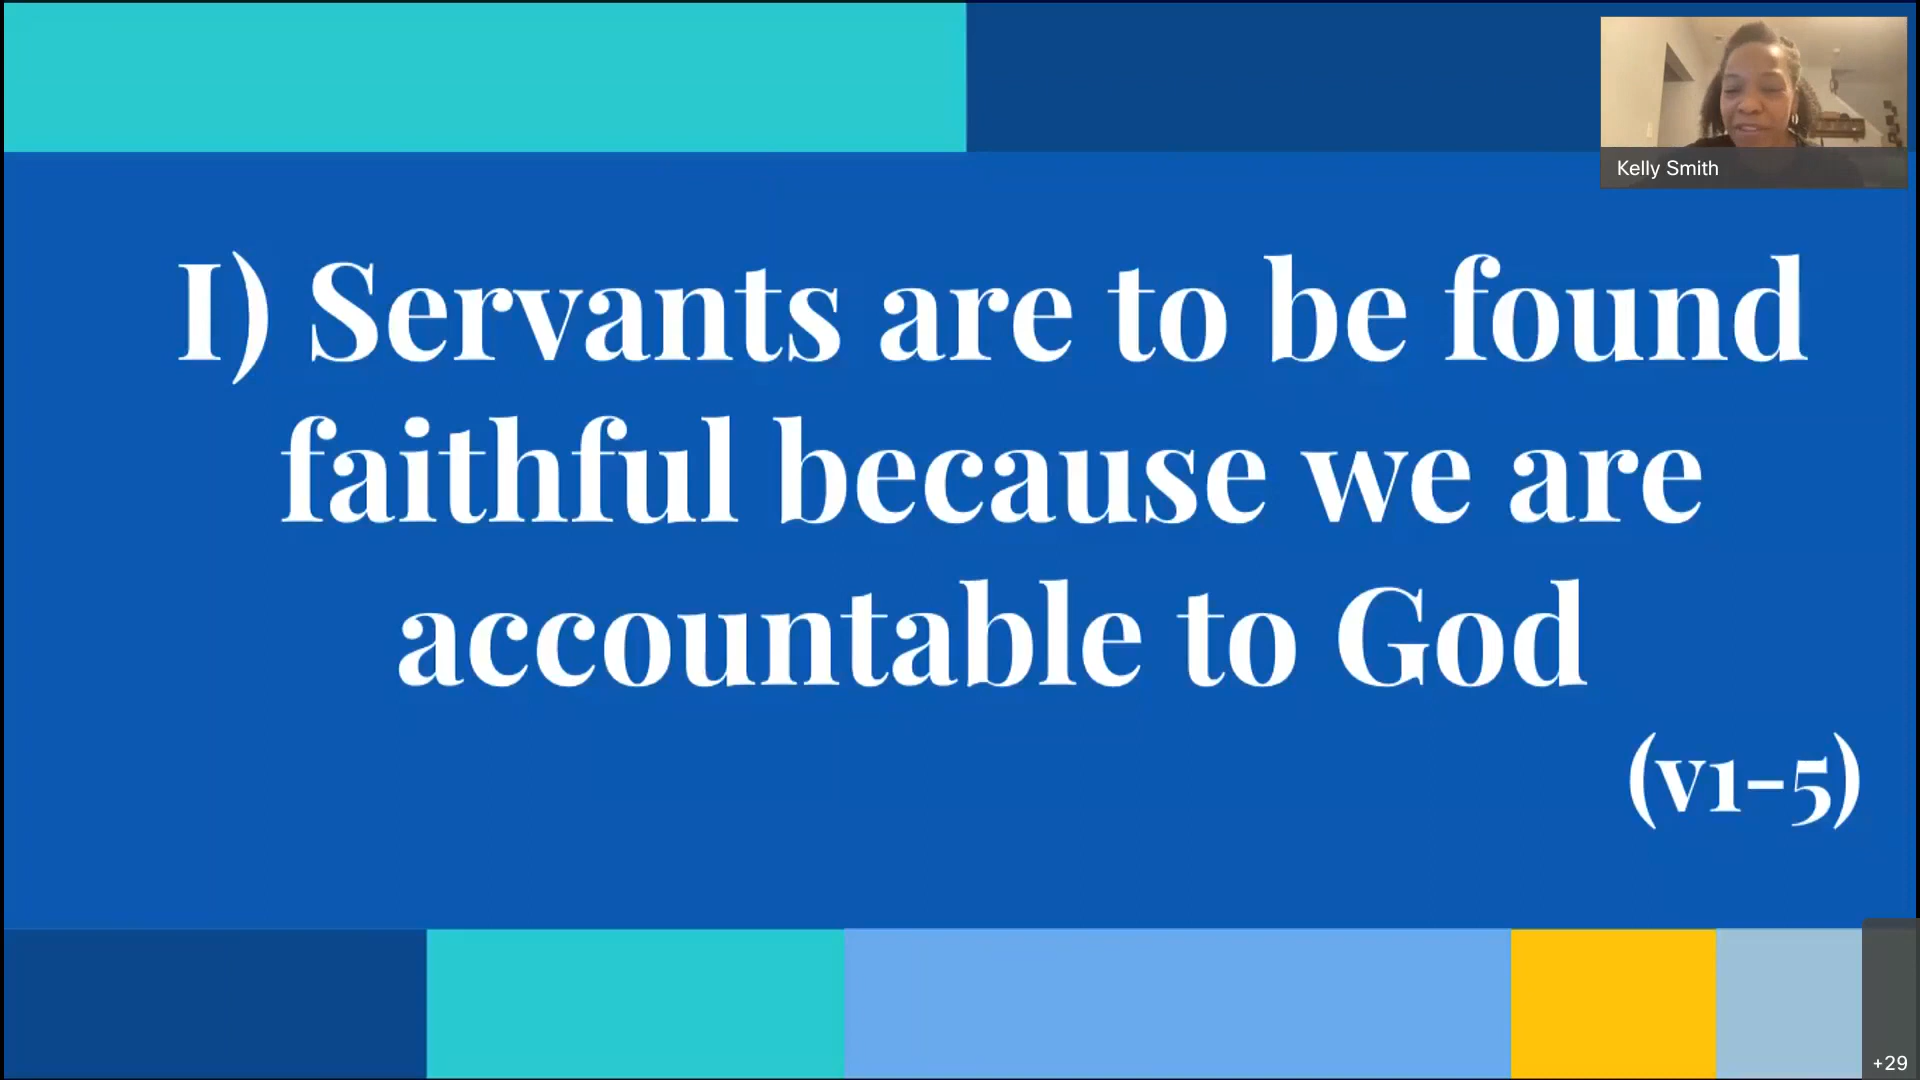 Kelly Smith
I) Servants are to be found
faithful because we are
accountable to God
(v1-5)
+29